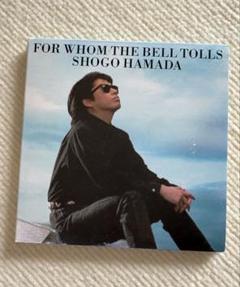 FOR WHOM THE BELL TOLLS
SHOGO HAMADA